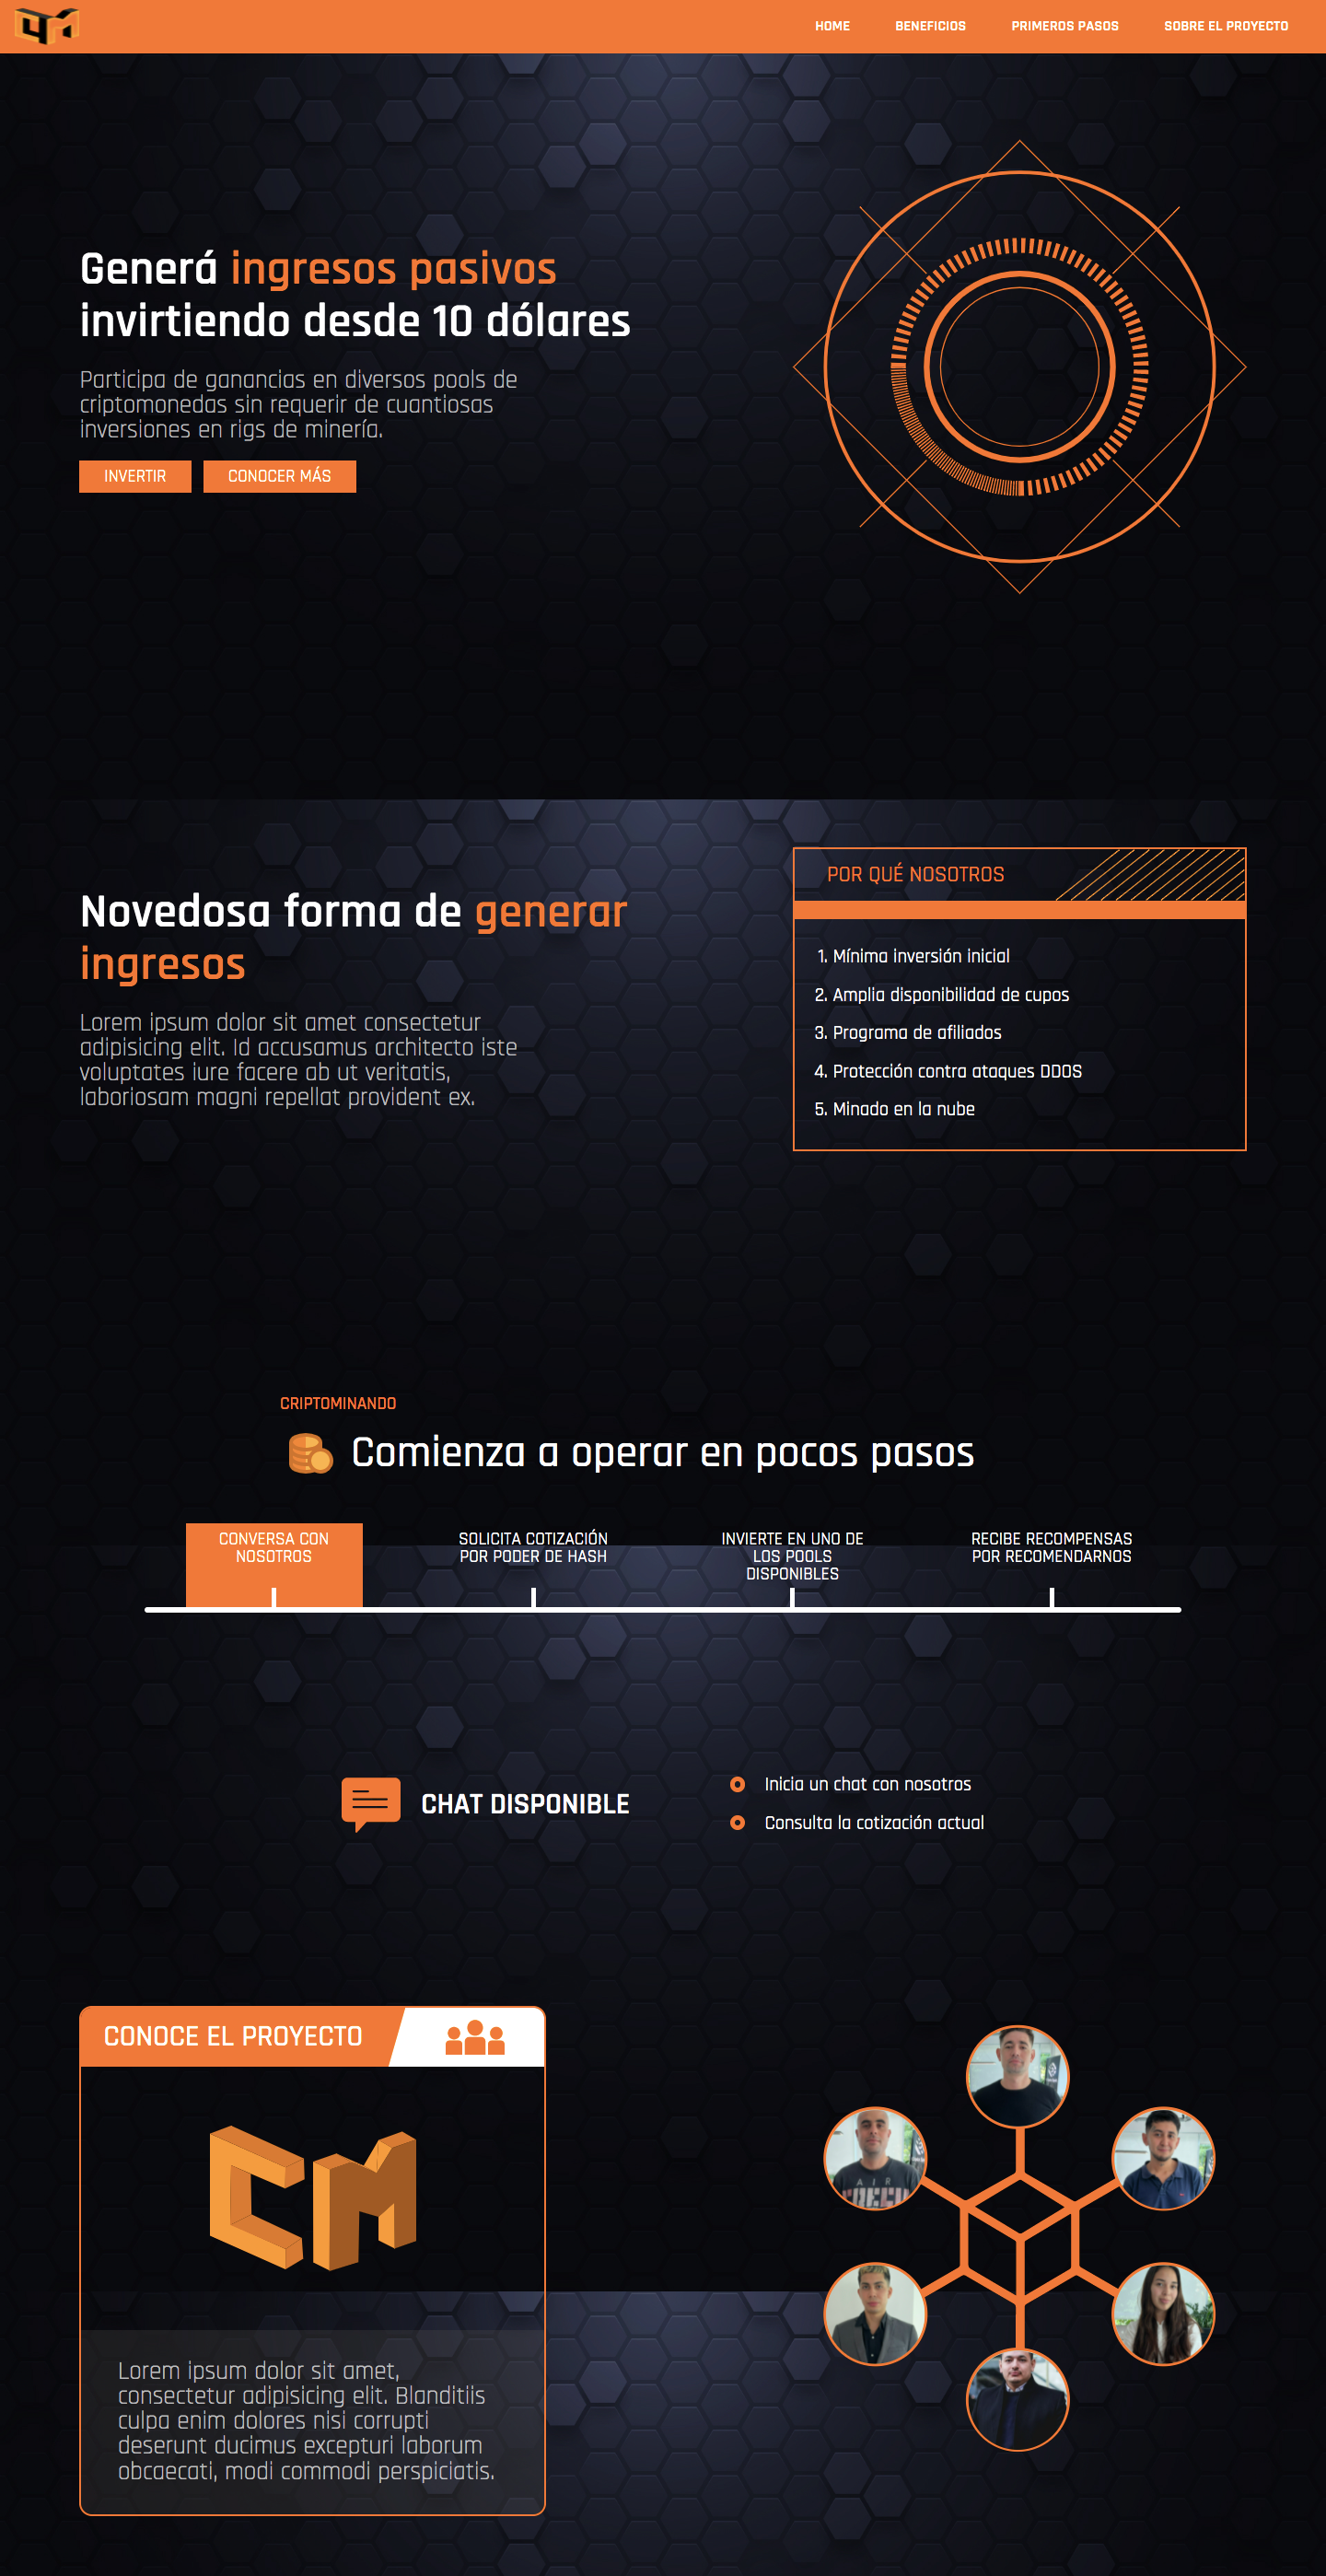 CM
HOME BENEFICIOS PRIMEROS PASOS SOBRE EL PROYECTO
Generá ingresos pasivos
invirtiendo desde 10 dólares
Participa de ganancias en diversos pools de
criptomonedas sin requerir de cuantiosas
inversiones en rigs de minería.
INVERTIR
CONOCER MÁS
Novedosa forma de generar
ingresos
Lorem ipsum dolor sit amet consectetur
adipisicing elit. Id accusamus architecto iste
voluptates iure facere ab ut veritatis,
laboriosam magni repellat provident ex.
POR QUÉ NOSOTROS
1. Mínima inversión inicial
2. Amplia disponibilidad de cupos
3. Programa de afiliados
4. Protección contra ataques DDOS
5. Minado en la nube
CRIPTOMINANDO
Comienza a operar en pocos pasos
CONVERSA CON
NOSOTROS
SOLICITA COTIZACIÓN
POR PODER DE HASH
INVIERTE EN UNO DE
LOS POOLS
DISPONIBLES
RECIBE RECOMPENSAS
POR RECOMENDARNOS
CHAT DISPONIBLE
Inicia un chat con nosotros
Consulta la cotización actual
CONOCE EL PROYECTO
CM
Lorem ipsum dolor sit amet,
consectetur adipisicing elit. Blanditiis
culpa enim dolores nisi corrupti
deserunt ducimus excepturi laborum
obcaecati, modi commodi perspiciatis.
AIR